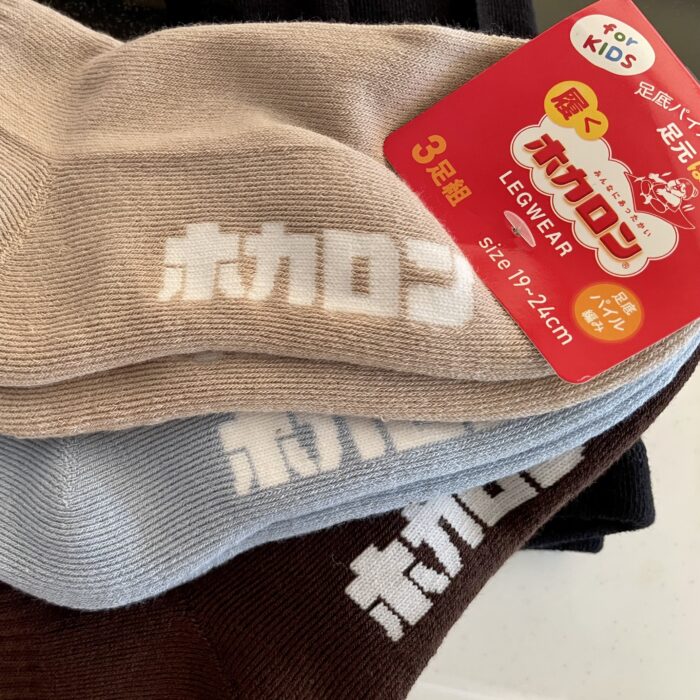 for
KIDS
足底パイ
足元
履く
みんなにあったかい
ホカロン®
LEGWEAR
3足組
size 19~24cm
足底
パイル
編み
ホカロン
ホカロ
ホカロン